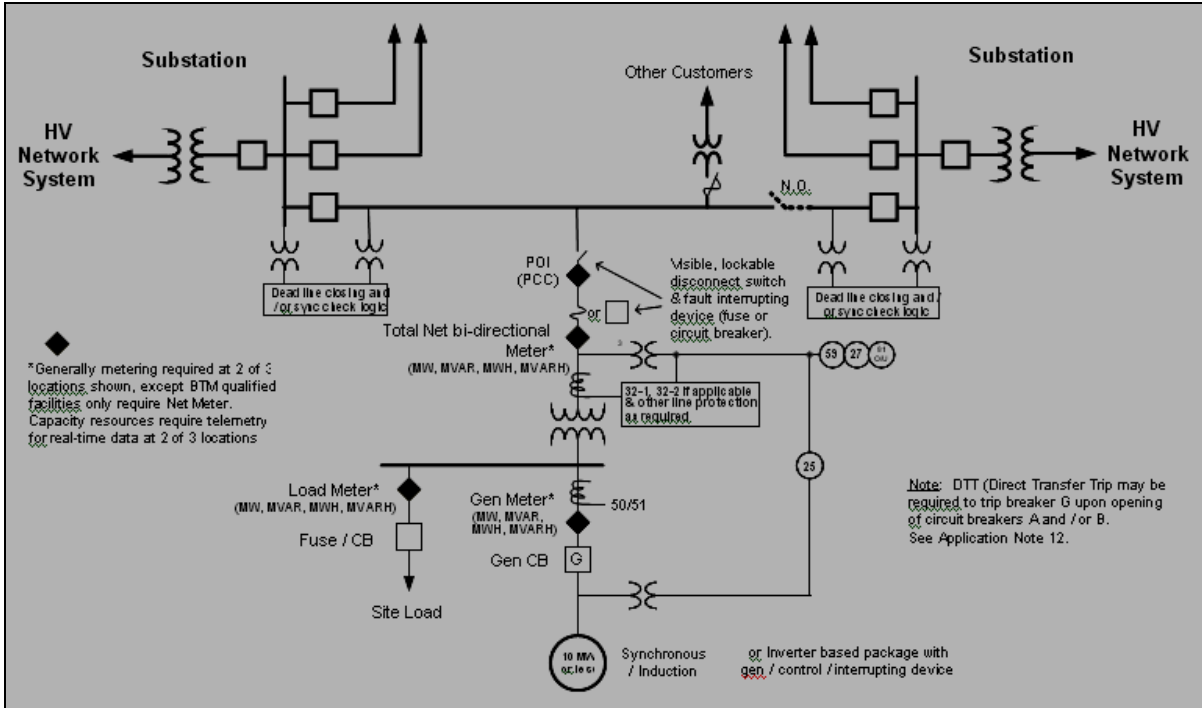 Substation
HV
Network
System
Other Customers
Substation
HV
Network
System
N.O.
POI
(PCC)
or
Visible, lockable
disconnect switch
& fault interrupting
device (fuse or
circuit breaker).
Dead line closing and
/or sync check logic
Dead line closing and /
or sync check logic
Total Net bi-directional
Meter*
(MW, MVAR, MWH, MVARH)
3
59
27
81
O/U
*Generally metering required at 2 of 3
locations shown, except BTM qualified
facilities only require Net Meter.
Capacity resources require telemetry
for real-time data at 2 of 3 locations
32-1, 32-2 if applicable
& other line protection
as required
25
Load Meter*
(MW, MVAR, MWH, MVARH)
Gen Meter*
(MW, MVAR,
MWH, MVARH)
50/51
Fuse / CB
Gen CB
G
Note: DTT (Direct Transfer Trip may be
required to trip breaker G upon opening
of circuit breakers A and / or B.
See Application Note 12.
Site Load
10 MVA
or less
Synchronous
/ Induction
or Inverter based package with
gen / control / interrupting device